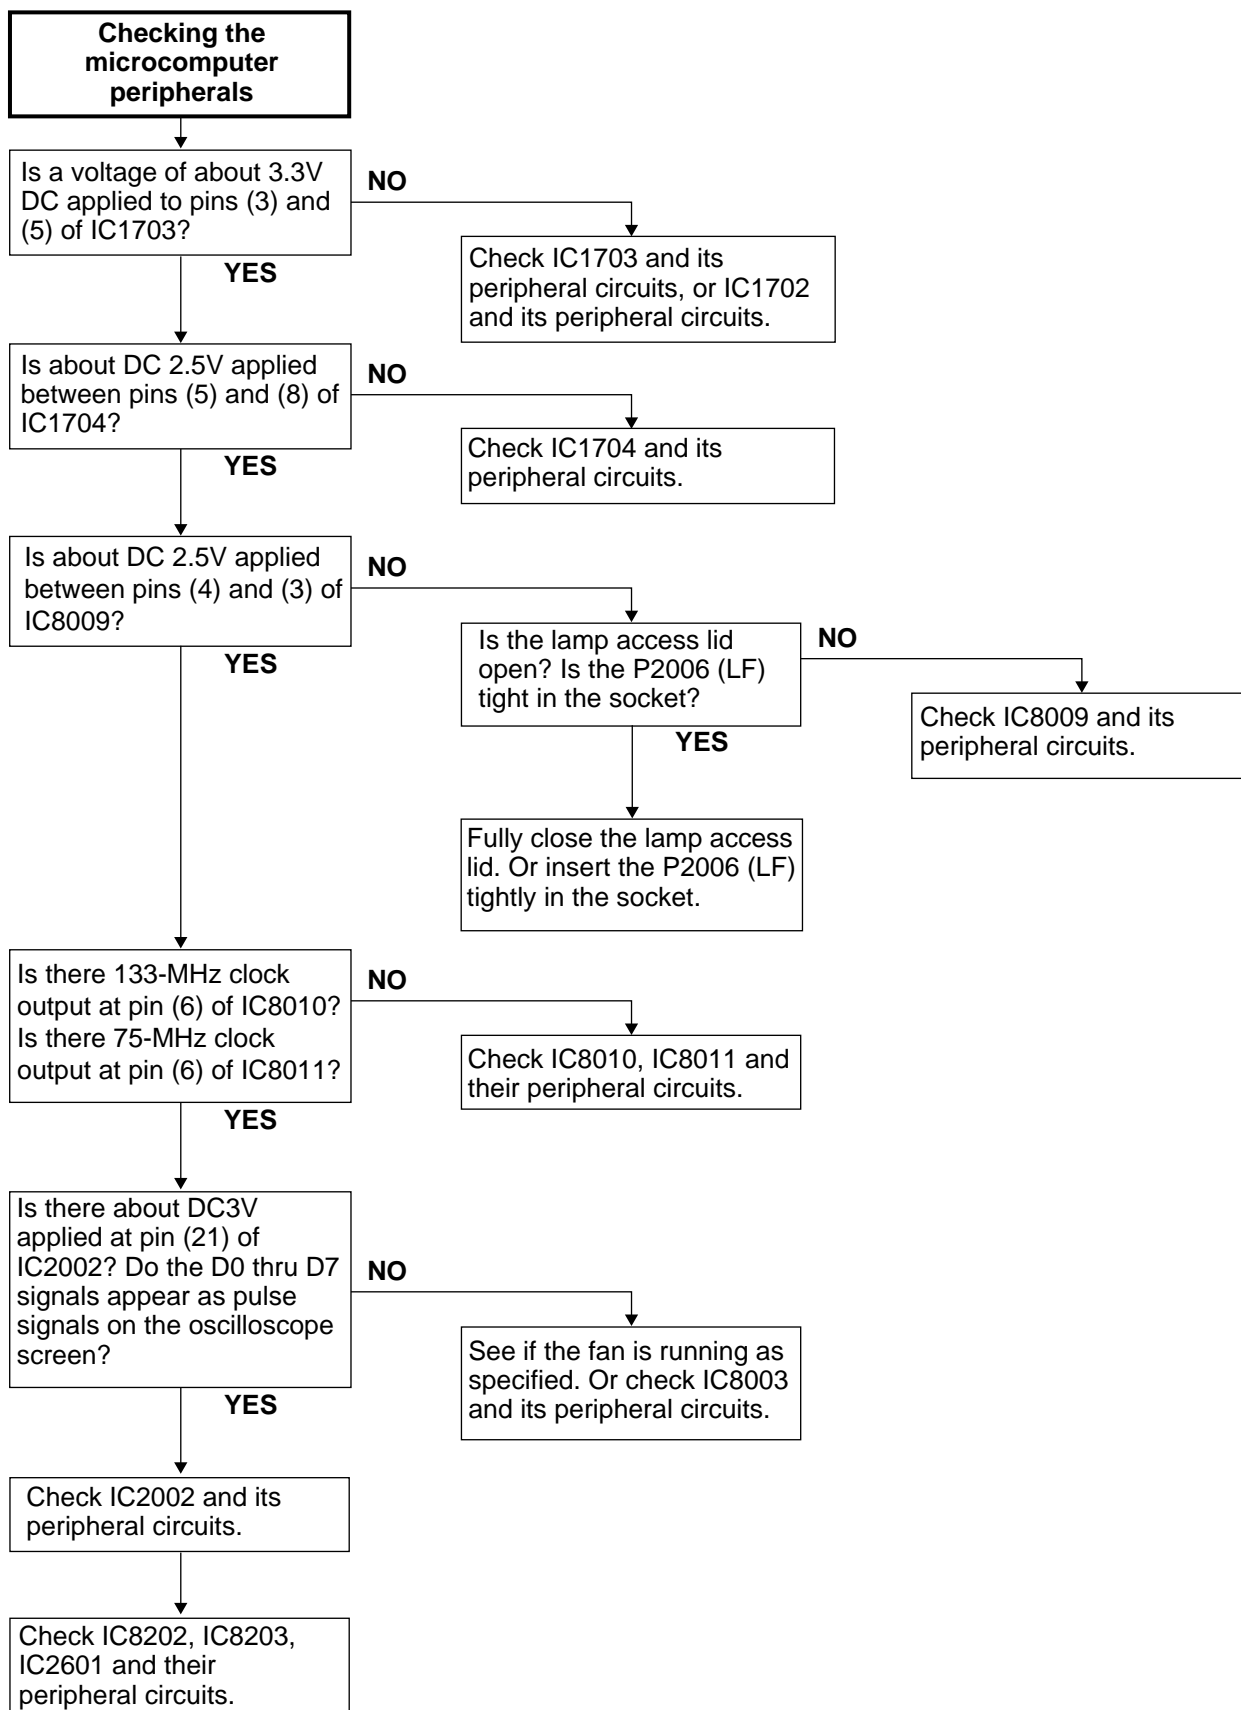 Checking the
microcomputer
peripherals
Is a voltage of about 3.3V
DC applied to pins (3) and
(5) of IC1703?
NO
YES
Check IC1703 and its
peripheral circuits, or IC1702
and its peripheral circuits.
Is about DC 2.5V applied
between pins (5) and (8) of
IC1704?
NO
YES
Check IC1704 and its
peripheral circuits.
Is about DC 2.5V applied
between pins (4) and (3) of
IC8009?
NO
YES
Is the lamp access lid
open? Is the P2006 (LF)
tight in the socket?
NO
YES
Check IC8009 and its
peripheral circuits.
Fully close the lamp access
lid. Or insert the P2006 (LF)
tightly in the socket.
Is there 133-MHz clock
output at pin (6) of IC8010?
Is there 75-MHz clock
output at pin (6) of IC8011?
NO
YES
Check IC8010, IC8011 and
their peripheral circuits.
Is there about DC3V
applied at pin (21) of
IC2002? Do the D0 thru D7
signals appear as pulse
signals on the oscilloscope
screen?
NO
YES
See if the fan is running as
specified. Or check IC8003
and its peripheral circuits.
Check IC2002 and its
peripheral circuits.
Check IC8202, IC8203,
IC2601 and their
peripheral circuits.